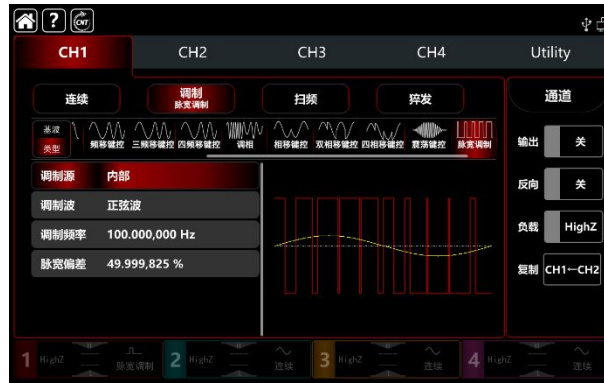 ? CNT
CH1 CH2 CH3 CH4 Utility
连续 调制 扫频 猝发 通道
脉宽调制
基波
类型 频移键控 三频移键控 四频移键控 调相 相移键控 双相移键控 四相移键控 震荡键控 脉宽调制
输出 关
调制源 内部
反向 关
调制波 正弦波
调制频率 100.000,000 Hz
负载 HighZ
脉宽偏差 49.999,825 %
复制 CH1←CH2
1 HighZ 脉宽调制 2 HighZ 连续 3 HighZ 连续 4 HighZ 连续